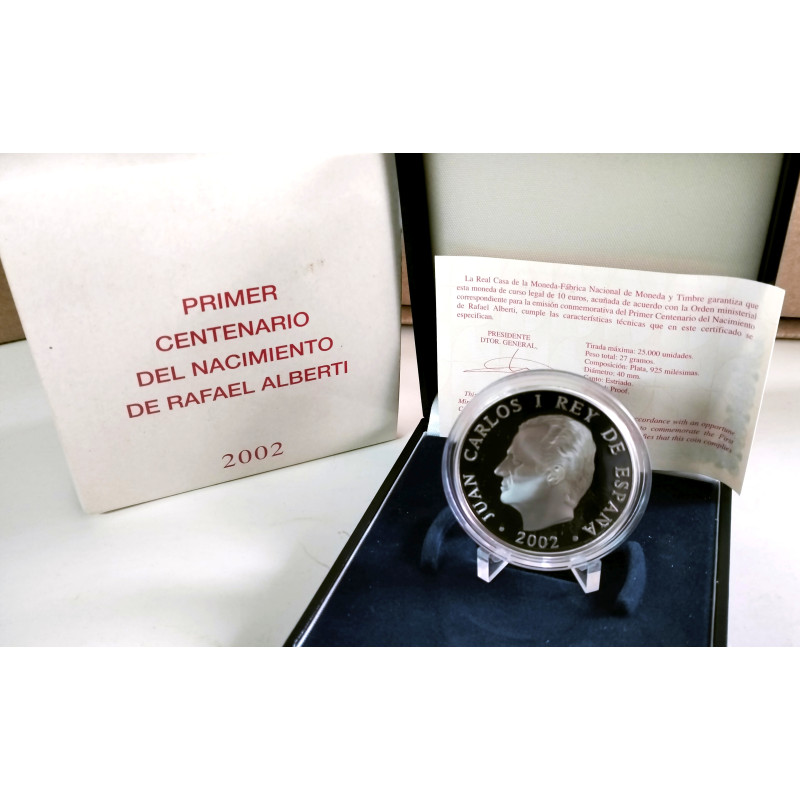 PRIMER
CENTENARIO
DEL NACIMIENTO
DE RAFAEL ALBERTI
2002
La Real Casa de la Moneda-Fábrica Nacional de Moneda y Timbre garantiza que
esta moneda de curso legal de 10 euros, acuñada de acuerdo con la Orden ministerial
correspondiente para la emisión conmemorativa del Primer Centenario del Nacimiento
de Rafael Alberti, cumple las características técnicas que en este certificado se
especifican.
PRESIDENTE
DTOR. GENERAL,
Tirada máxima: 25.000 unidades.
Peso total: 27 gramos.
Composición: Plata, 925 milésimas.
Diámetro: 40 mm.
Canto: Estriado.
Proof.
accordance with an opportune
to commemorate the First
that this coin complies
JUAN CARLOS I REY DE ESPAÑA
2002